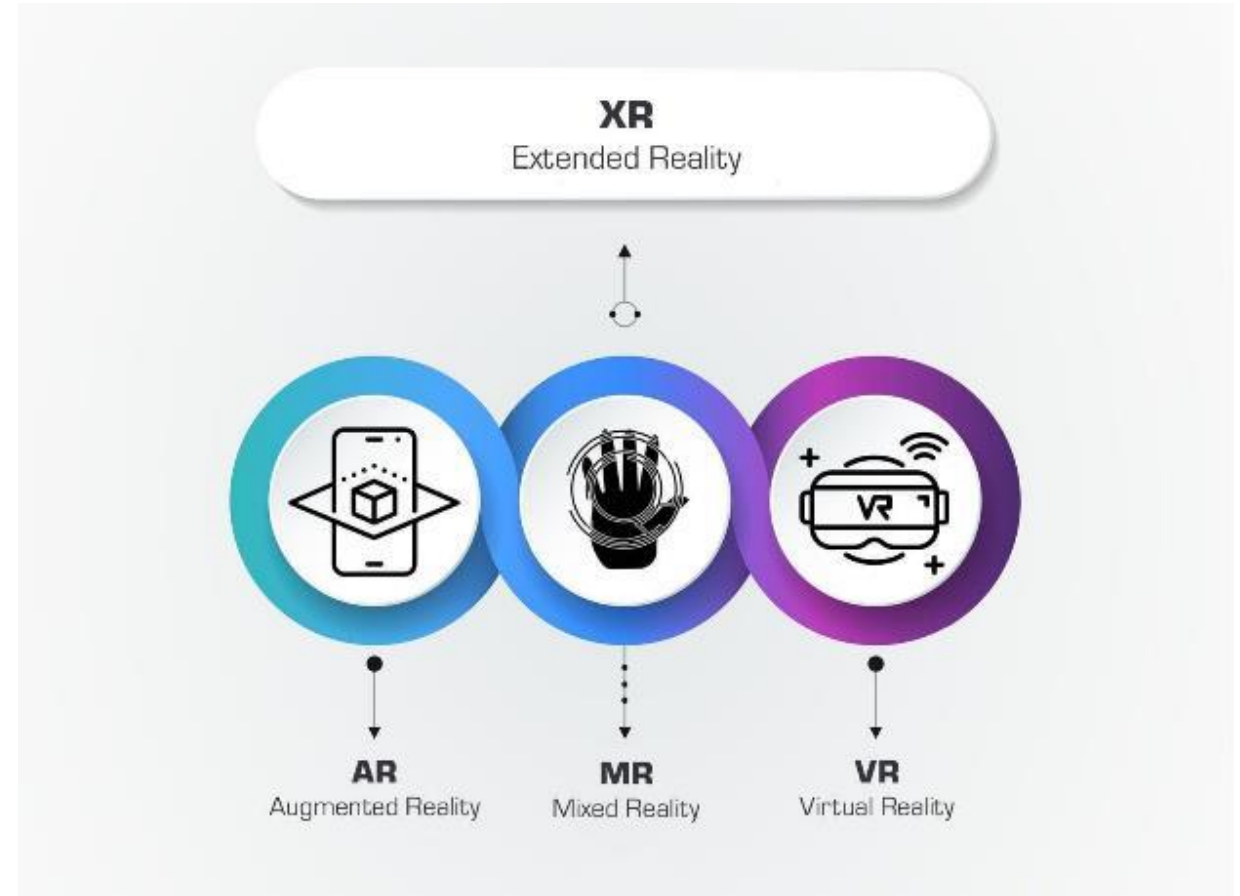 XR
Extended Reality
VR
AR
Augmented Reality
MR
Mixed Reality
VR
Virtual Reality